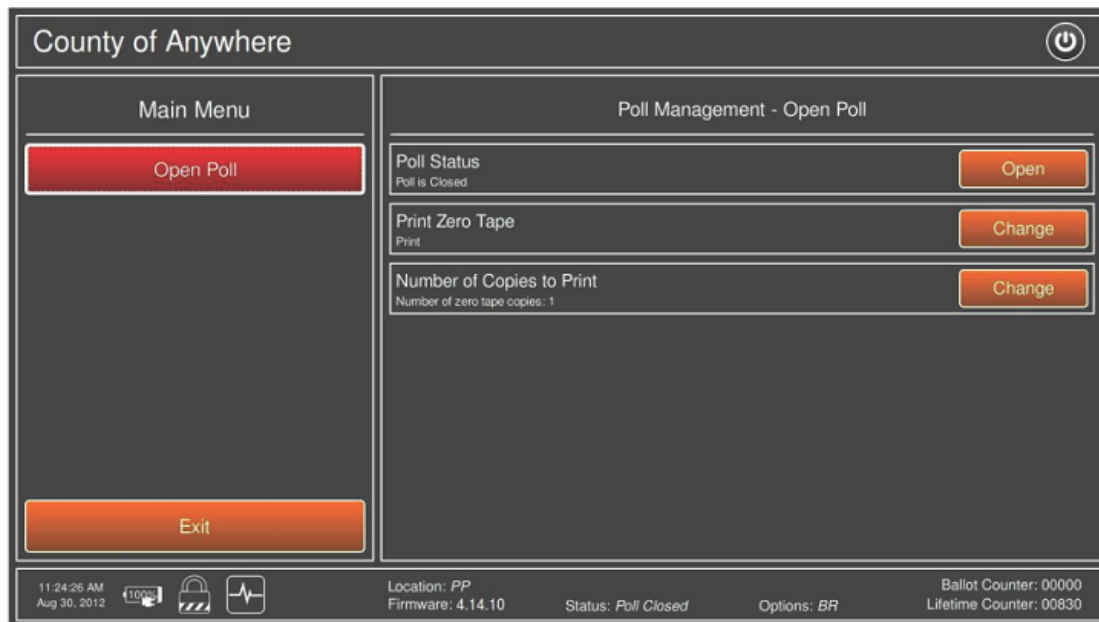 County of Anywhere
Main Menu
Open Poll
Exit
Poll Management - Open Poll
Poll Status
Poll is Closed
Open
Print Zero Tape
Print
Change
Number of Copies to Print
Number of zero tape copies: 1
Change
11:24:26 AM
Aug 30, 2012
100%
Location: PP
Firmware: 4.14.10
Status: Poll Closed
Options: BR
Ballot Counter: 00000
Lifetime Counter: 00830